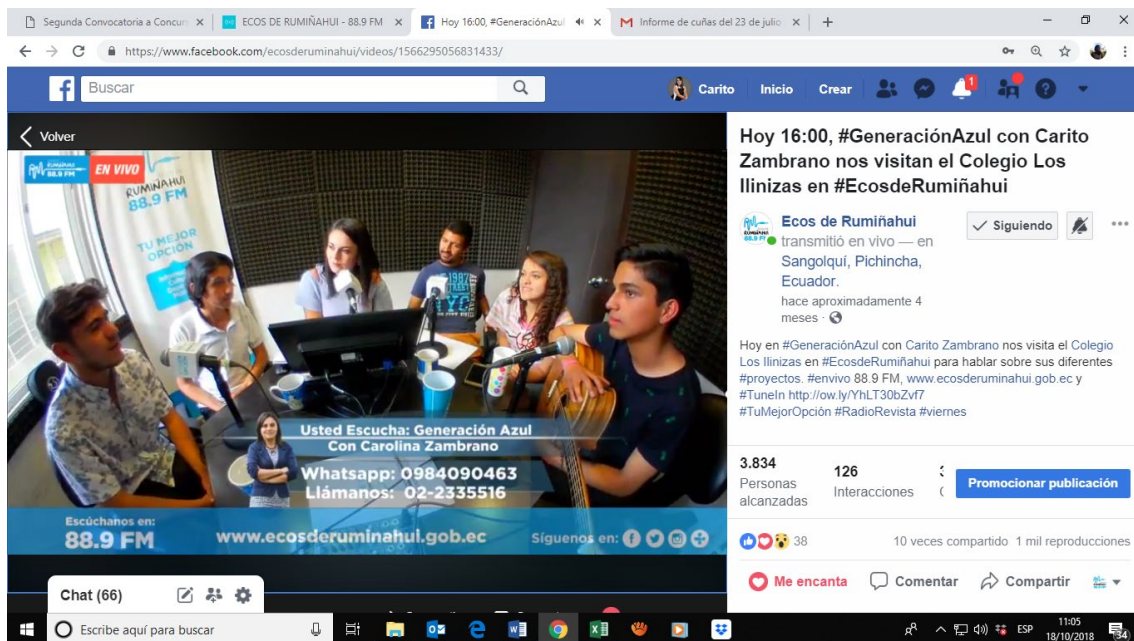 Segunda Convocatoria a Concurs
ECOS DE RUMIÑAHUI - 88.9 FM
Hoy 16:00, #GeneraciónAzul
Informe de cuñas del 23 de julio
https://www.facebook.com/ecosderuminahui/videos/1566295056831433/
Buscar
Carito
Inicio
Crear
1
Volver
88.9 FM
EN VIVO
RUMIÑAHUI
88.9 FM
TU MEJOR
OPCIÓN
1987
NYC
Usted Escucha: Generación Azul
Con Carolina Zambrano
Whatsapp: 0984090463
Llámanos: 02-2335516
Escúchanos en:
88.9 FM
www.ecosderuminahui.gob.ec
Síguenos en:
Hoy 16:00, #GeneraciónAzul con Carito
Zambrano nos visitan el Colegio Los
Ilinizas en #EcosdeRumiñahui
Ecos de Rumiñahui
transmitió en vivo — en
Sangolquí, Pichincha,
Ecuador.
hace aproximadamente 4
meses ·
Siguiendo
Hoy en #GeneraciónAzul con Carito Zambrano nos visita el Colegio
Los Ilinizas en #EcosdeRumiñahui para hablar sobre sus diferentes
#proyectos. #envivo 88.9 FM, www.ecosderuminahui.gob.ec y
#TuneIn http://ow.ly/YhLT30bZvf7
#TuMejorOpción #RadioRevista #viernes
3.834
Personas
alcanzadas
126
Interacciones
Promocionar publicación
38
10 veces compartido 1 mil reproducciones
Me encanta
Comentar
Compartir
Chat (66)
Escribe aquí para buscar
ESP
11:05
18/10/2018
34